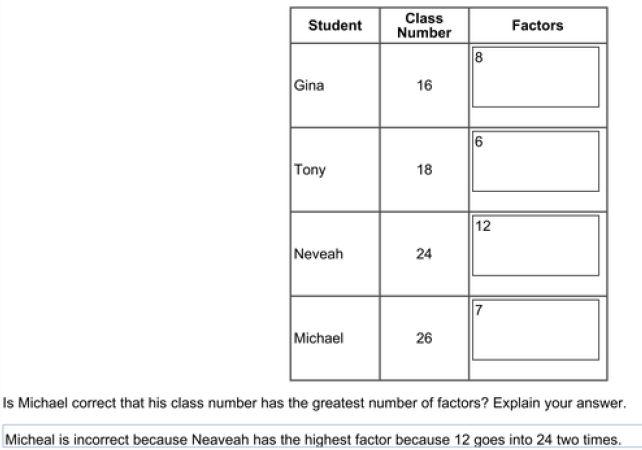 Student Class Number Factors
8
Gina 16
6
Tony 18
12
Neveah 24
7
Michael 26
Is Michael correct that his class number has the greatest number of factors? Explain your answer.
Micheal is incorrect because Neaveah has the highest factor because 12 goes into 24 two times.